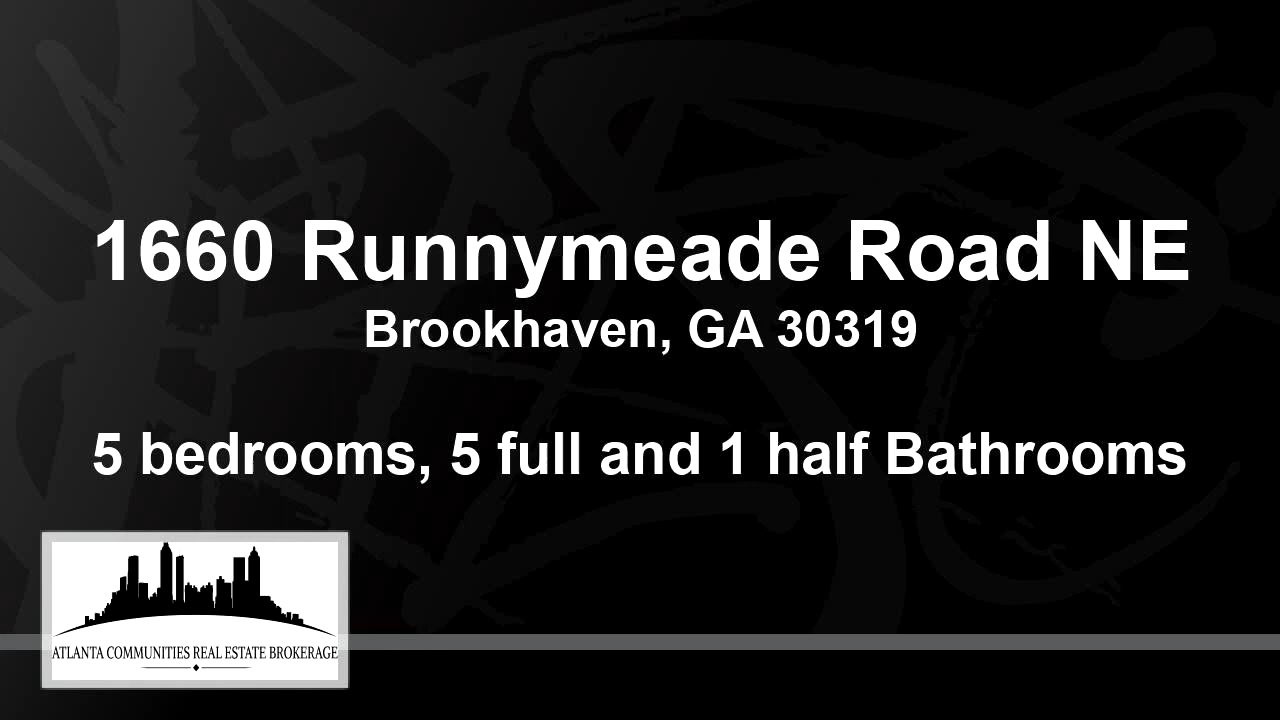 1660 Runnymeade Road NE
Brookhaven, GA 30319
5 bedrooms, 5 full and 1 half Bathrooms
ATLANTA COMMUNITIES REAL ESTATE BROKERAGE